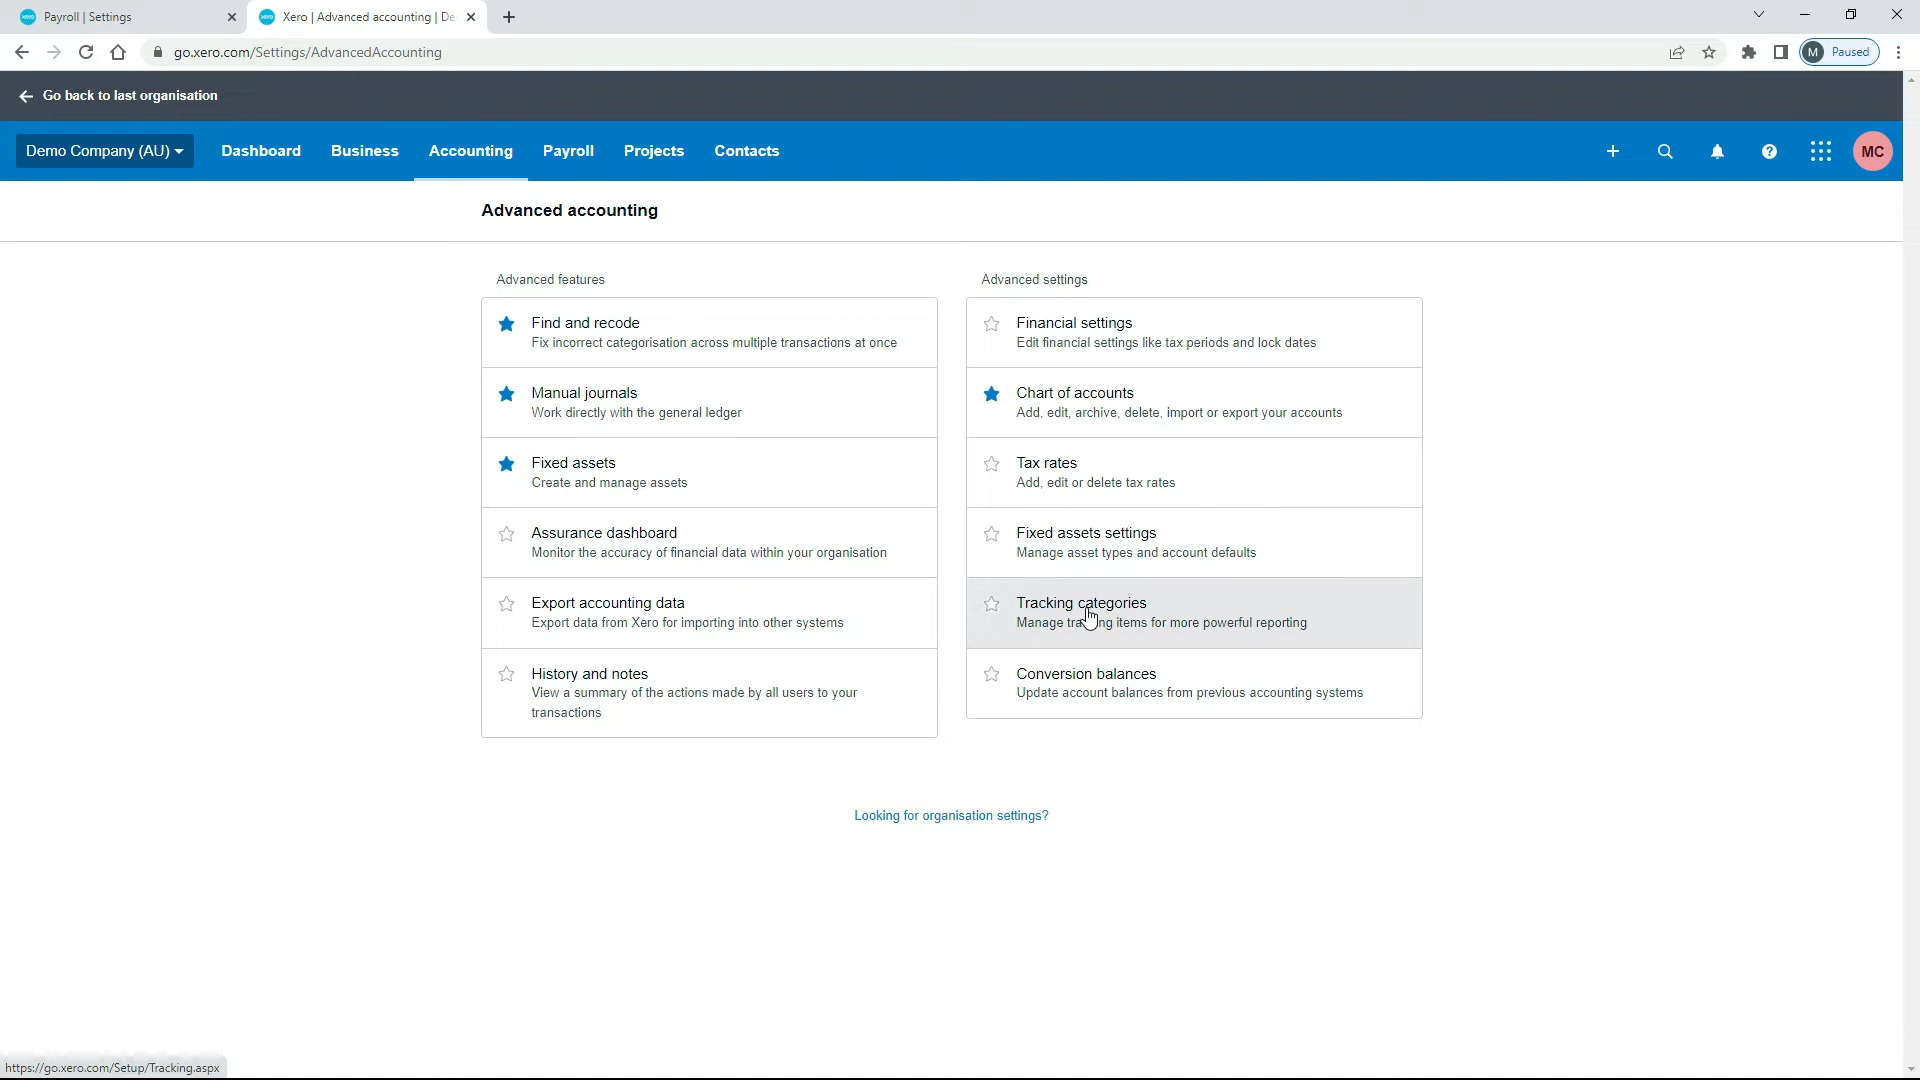 Payroll | Settings
Xero | Advanced accounting | De
go.xero.com/Settings/AdvancedAccounting
M Paused
Go back to last organisation
Demo Company (AU)
Dashboard
Business
Accounting
Payroll
Projects
Contacts
MC
Advanced accounting
Advanced features
Find and recode
Fix incorrect categorisation across multiple transactions at once
Manual journals
Work directly with the general ledger
Fixed assets
Create and manage assets
Assurance dashboard
Monitor the accuracy of financial data within your organisation
Export accounting data
Export data from Xero for importing into other systems
History and notes
View a summary of the actions made by all users to your
transactions
Advanced settings
Financial settings
Edit financial settings like tax periods and lock dates
Chart of accounts
Add, edit, archive, delete, import or export your accounts
Tax rates
Add, edit or delete tax rates
Fixed assets settings
Manage asset types and account defaults
Tracking categories
Manage tracking items for more powerful reporting
Conversion balances
Update account balances from previous accounting systems
Looking for organisation settings?
https://go.xero.com/Setup/Tracking.aspx